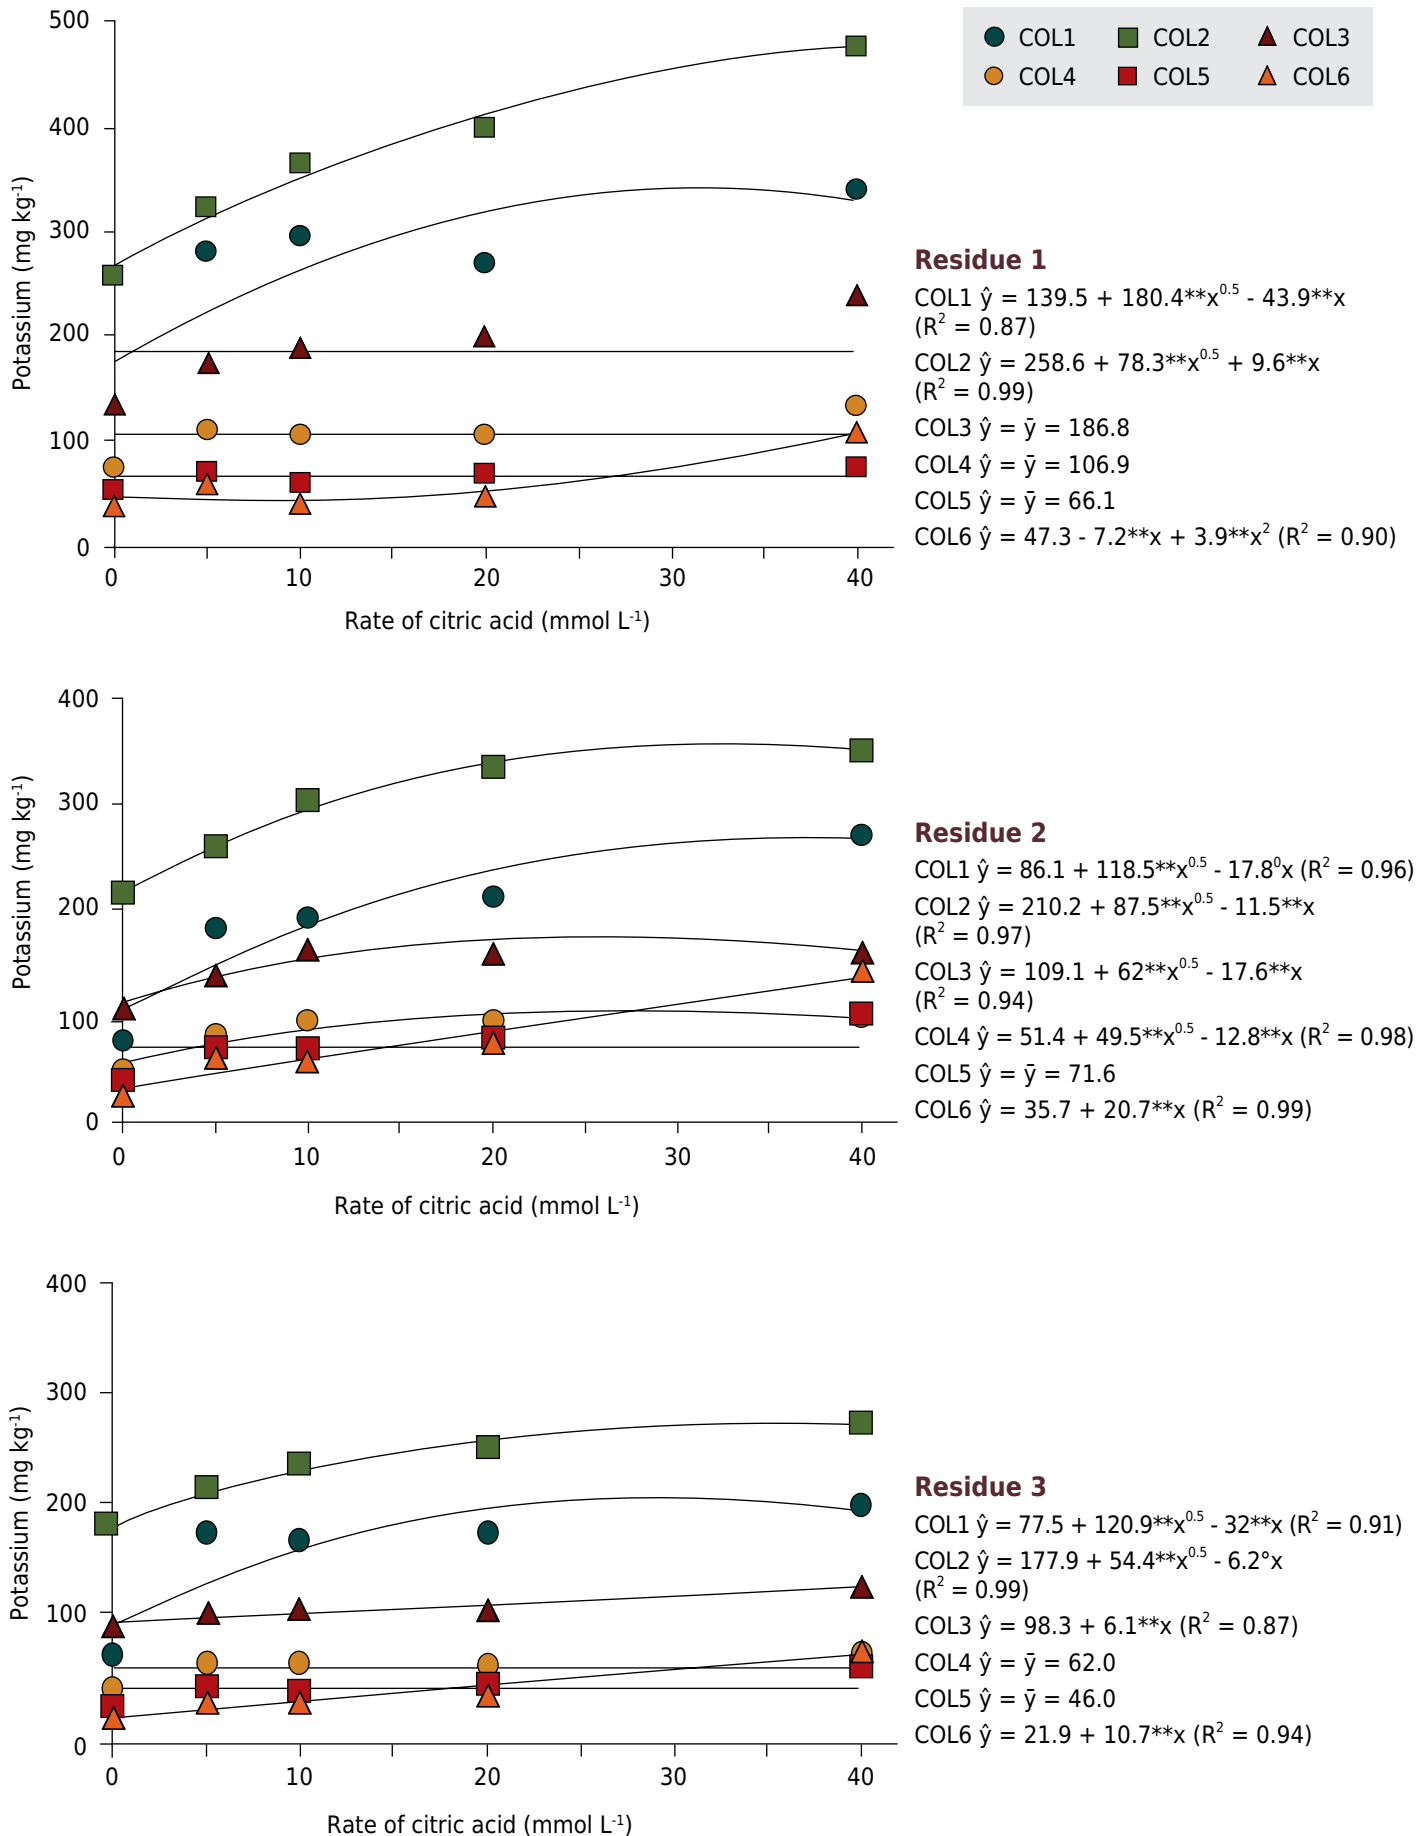 500
400
300
200
100
0
Potassium (mg kg⁻¹)
0 10 20 30 40
Rate of citric acid (mmol L⁻¹)
COL1 COL2 COL3
COL4 COL5 COL6
Residue 1
COL1 ŷ = 139.5 + 180.4**x^0.5 - 43.9**x
(R² = 0.87)
COL2 ŷ = 258.6 + 78.3**x^0.5 + 9.6**x
(R² = 0.99)
COL3 ŷ = ȳ = 186.8
COL4 ŷ = ȳ = 106.9
COL5 ŷ = ȳ = 66.1
COL6 ŷ = 47.3 - 7.2**x + 3.9**x² (R² = 0.90)
400
300
200
100
0
Potassium (mg kg⁻¹)
0 10 20 30 40
Rate of citric acid (mmol L⁻¹)
Residue 2
COL1 ŷ = 86.1 + 118.5**x^0.5 - 17.8⁰x (R² = 0.96)
COL2 ŷ = 210.2 + 87.5**x^0.5 - 11.5**x
(R² = 0.97)
COL3 ŷ = 109.1 + 62**x^0.5 - 17.6**x
(R² = 0.94)
COL4 ŷ = 51.4 + 49.5**x^0.5 - 12.8**x (R² = 0.98)
COL5 ŷ = ȳ = 71.6
COL6 ŷ = 35.7 + 20.7**x (R² = 0.99)
400
300
200
100
0
Potassium (mg kg⁻¹)
0 10 20 30 40
Rate of citric acid (mmol L⁻¹)
Residue 3
COL1 ŷ = 77.5 + 120.9**x^0.5 - 32**x (R² = 0.91)
COL2 ŷ = 177.9 + 54.4**x^0.5 - 6.2°x
(R² = 0.99)
COL3 ŷ = 98.3 + 6.1**x (R² = 0.87)
COL4 ŷ = ȳ = 62.0
COL5 ŷ = ȳ = 46.0
COL6 ŷ = 21.9 + 10.7**x (R² = 0.94)